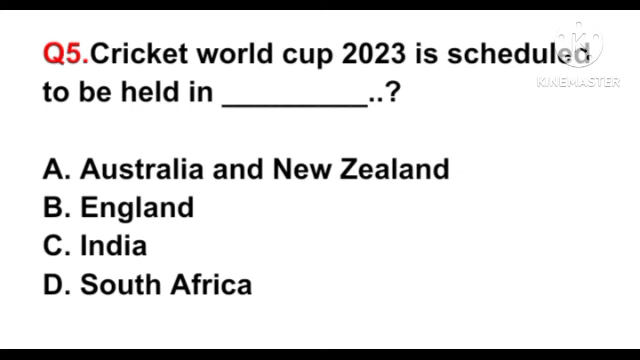 Q5.Cricket world cup 2023 is scheduled
to be held in _________..?
KINEMASTER
A. Australia and New Zealand
B. England
C. India
D. South Africa